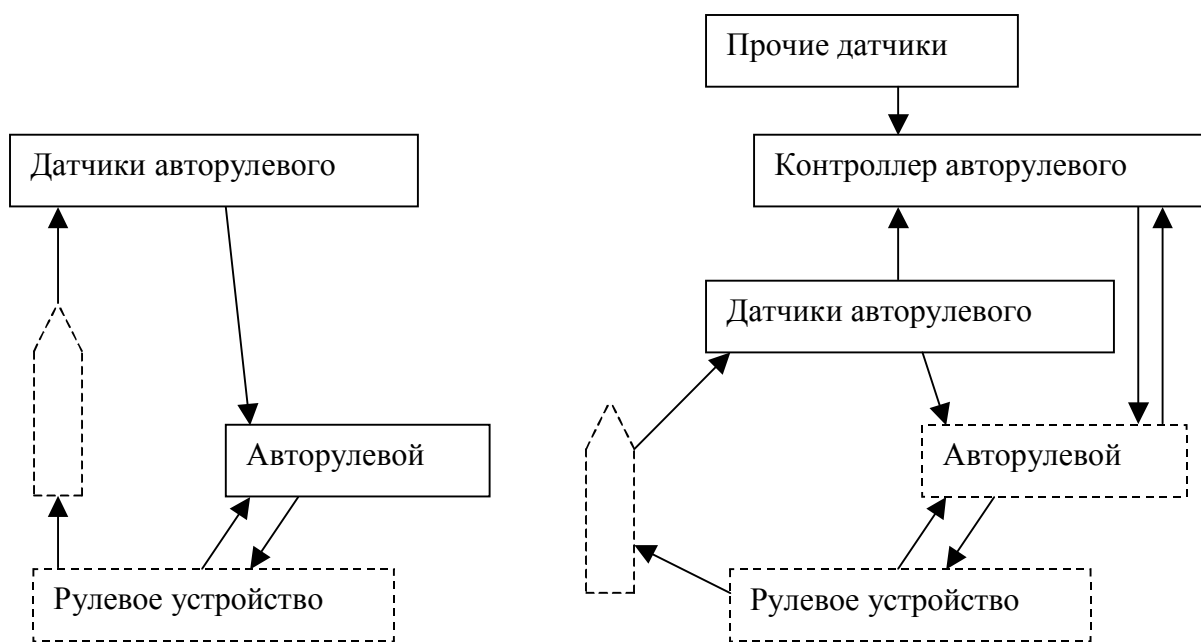 Датчики авторулевого
Авторулевой
Рулевое устройство
Прочие датчики
Контроллер авторулевого
Датчики авторулевого
Авторулевой
Рулевое устройство